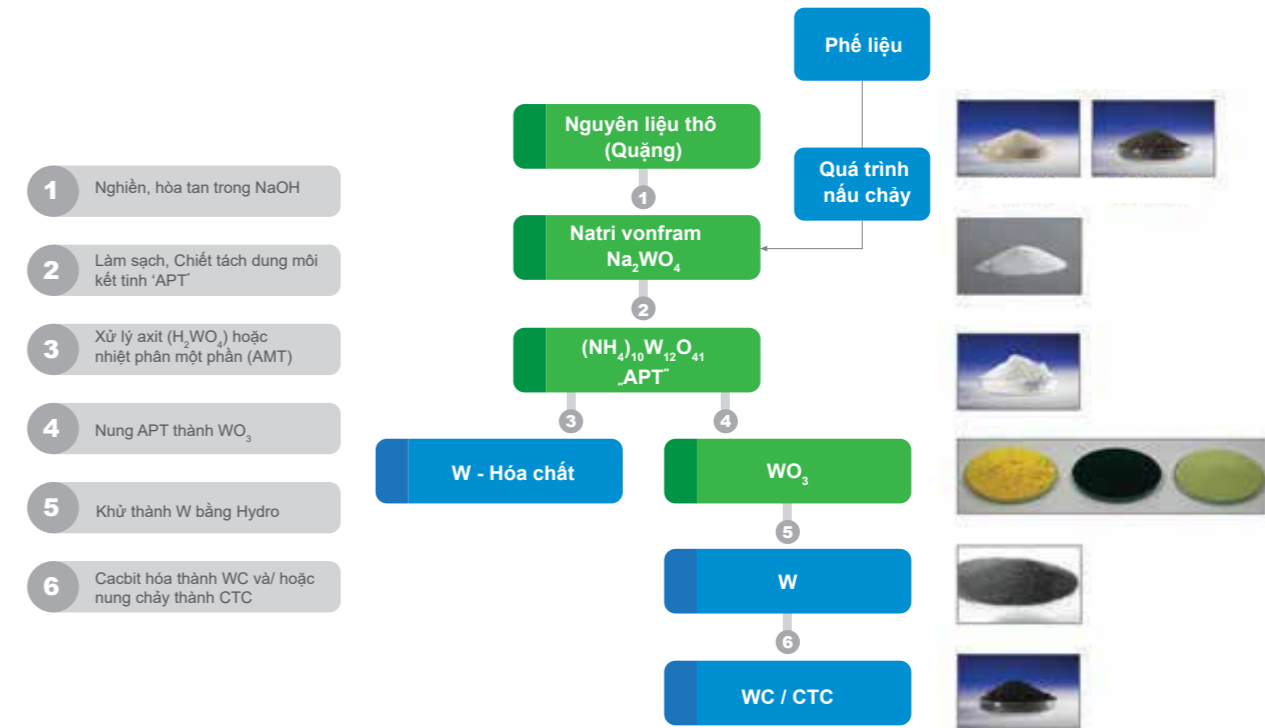 Phế liệu
Nguyên liệu thô
(Quặng)
Quá trình
nấu chảy
1
Natri vonfram
Na₂WO₄
2
(NH₄)₁₀W₁₂O₄₁
„APT“
3
4
W - Hóa chất
WO₃
5
W
6
WC / CTC
1
Nghiền, hòa tan trong NaOH
2
Làm sạch, Chiết tách dung môi
kết tinh ‘APT’
3
Xử lý axit (H₂WO₄) hoặc
nhiệt phân một phần (AMT)
4
Nung APT thành WO₃
5
Khử thành W bằng Hydro
6
Cacbit hóa thành WC và/ hoặc
nung chảy thành CTC